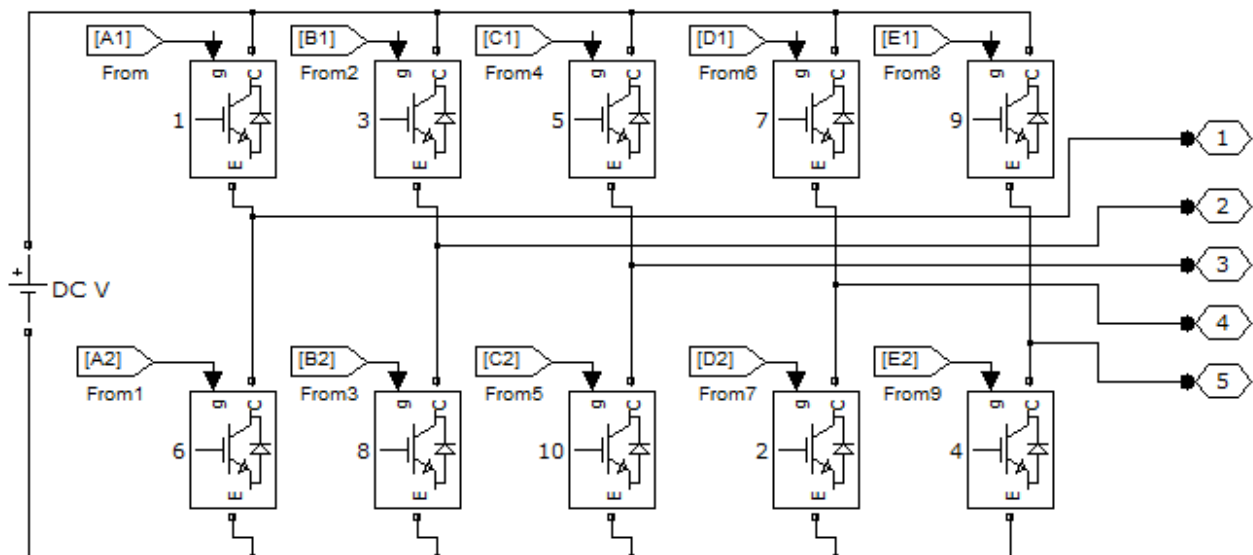 [A1] [B1] [C1] [D1] [E1]
From From2 From4 From6 From8
g C g C g C g C g C
1 3 5 7 9
E E E E E
1
2
3
4
5
+
DC V
[A2] [B2] [C2] [D2] [E2]
From1 From3 From5 From7 From9
g C g C g C g C g C
6 8 10 2 4
E E E E E